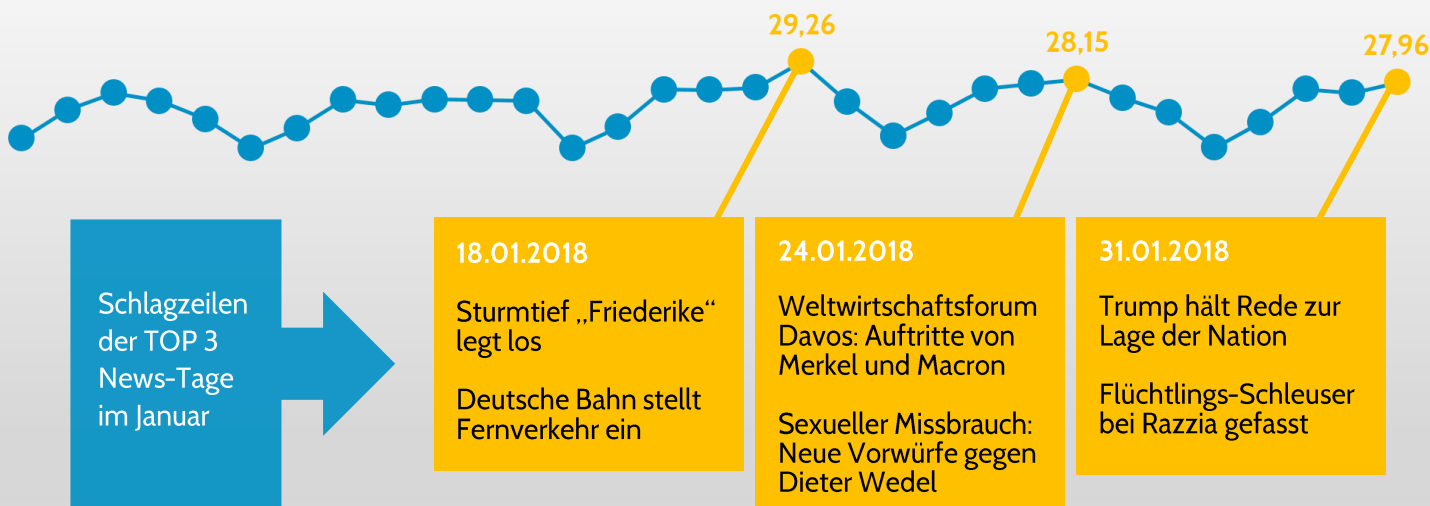 29,26
28,15
27,96
Schlagzeilen
der TOP 3
News-Tage
im Januar
18.01.2018
Sturmtief „Friederike“
legt los
Deutsche Bahn stellt
Fernverkehr ein
24.01.2018
Weltwirtschaftsforum
Davos: Auftritte von
Merkel und Macron
Sexueller Missbrauch:
Neue Vorwürfe gegen
Dieter Wedel
31.01.2018
Trump hält Rede zur
Lage der Nation
Flüchtlings-Schleuser
bei Razzia gefasst